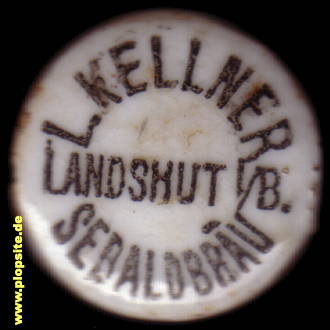 L. KELLNER
LANDSHUT /B.
SEBALDBRÄU
www.plopsite.de